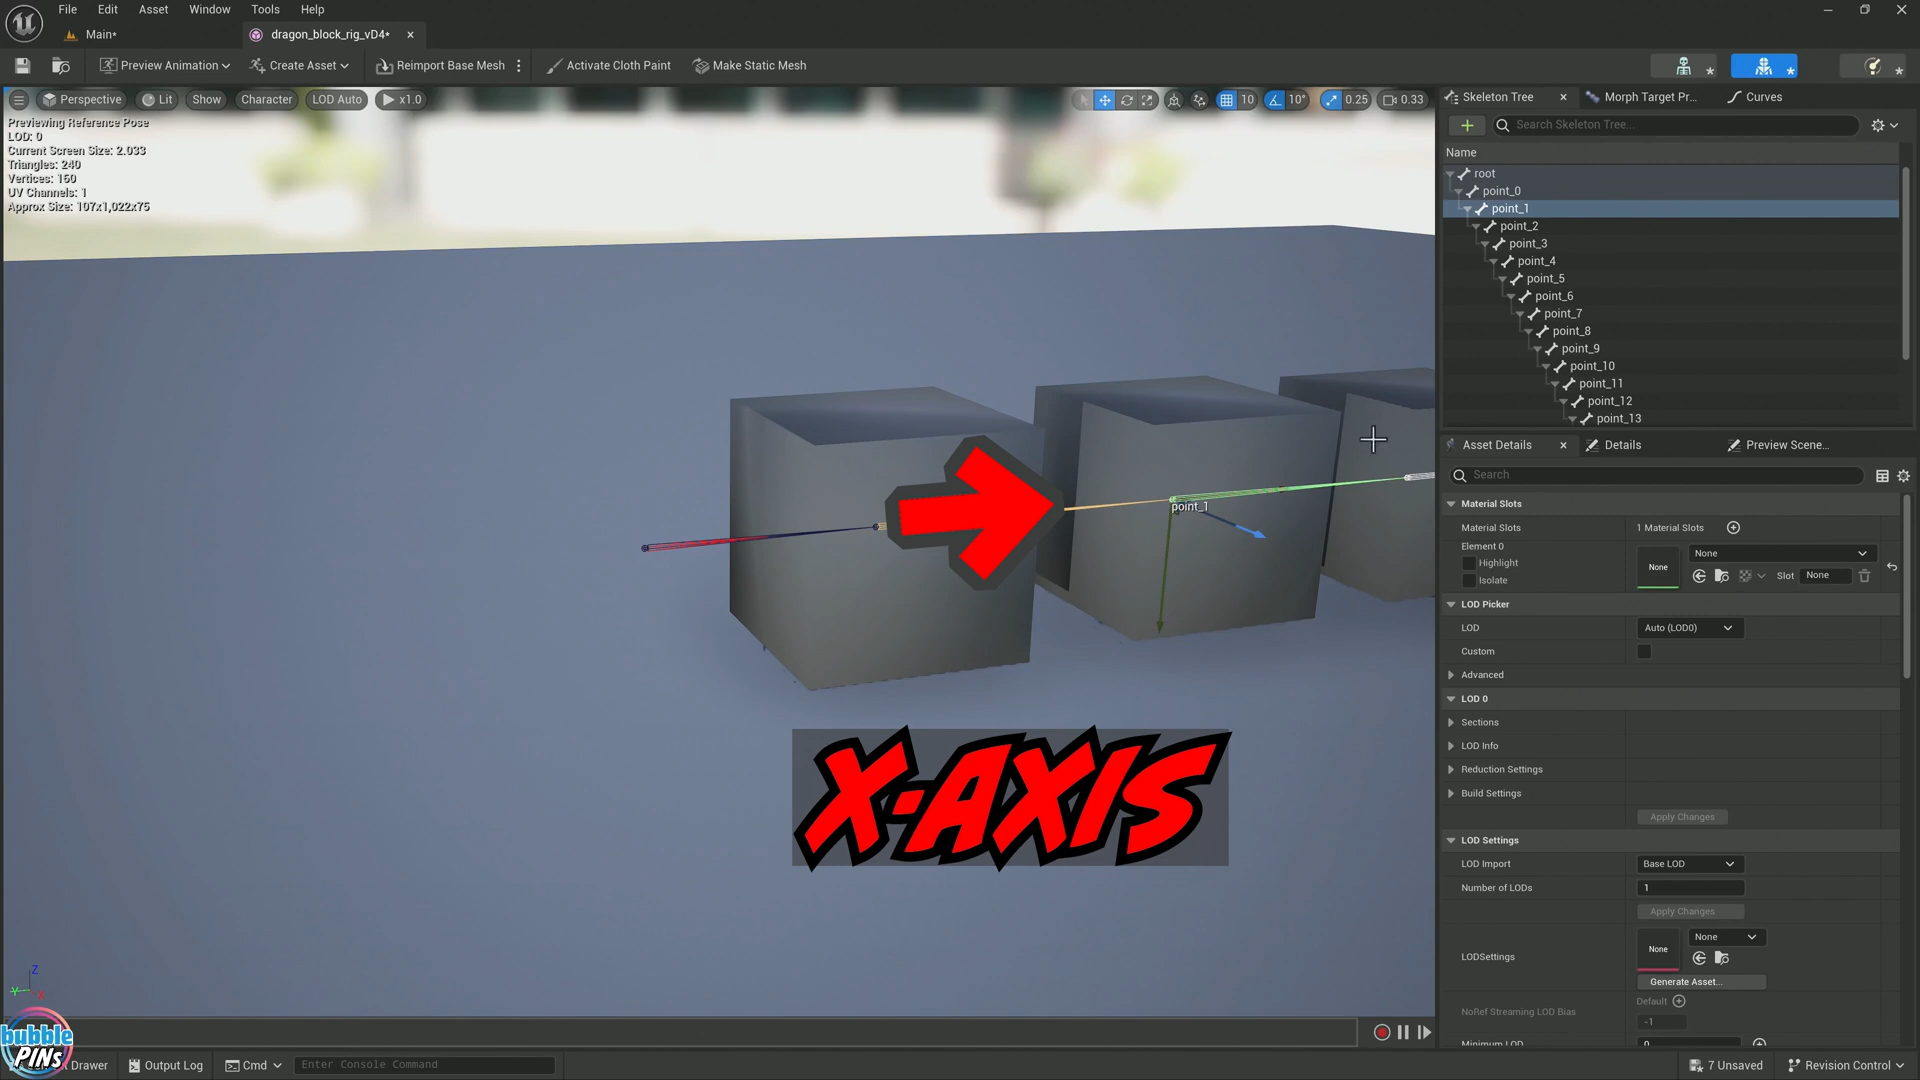 File Edit Asset Window Tools Help
Main*
dragon_block_rig_vD4*
Preview Animation
Create Asset
Reimport Base Mesh
Activate Cloth Paint
Make Static Mesh
Perspective Lit Show Character LOD Auto x1.0
10 10° 0.25 0.33
Previewing Reference Pose
LOD: 0
Current Screen Size: 2.033
Triangles: 240
Vertices: 160
UV Channels: 1
Approx Size: 107x1,022x75
point_1
X-AXIS
Z
Y
X
Skeleton Tree
Morph Target Pr...
Curves
Search Skeleton Tree...
Name
root
point_0
point_1
point_2
point_3
point_4
point_5
point_6
point_7
point_8
point_9
point_10
point_11
point_12
point_13
Asset Details
Details
Preview Scene...
Search
Material Slots
Material Slots 1 Material Slots
Element 0
Highlight
Isolate
None
None
Slot None
LOD Picker
LOD Auto (LOD0)
Custom
Advanced
LOD 0
Sections
LOD Info
Reduction Settings
Build Settings
Apply Changes
LOD Settings
LOD Import Base LOD
Number of LODs 1
Apply Changes
LODSettings
None
None
Generate Asset...
Default
NoRef Streaming LOD Bias
-1
Minimum LOD 0
bubble
PINS
Drawer
Output Log
Cmd
Enter Console Command
7 Unsaved
Revision Control